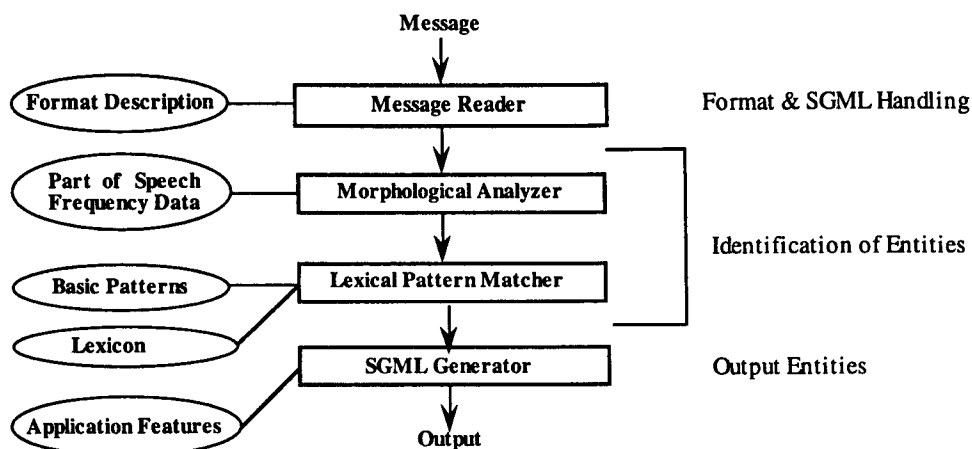 Message
Format Description
Message Reader
Format & SGML Handling
Part of Speech
Frequency Data
Morphological Analyzer
Identification of Entities
Basic Patterns
Lexical Pattern Matcher
Lexicon
SGML Generator
Output Entities
Application Features
Output